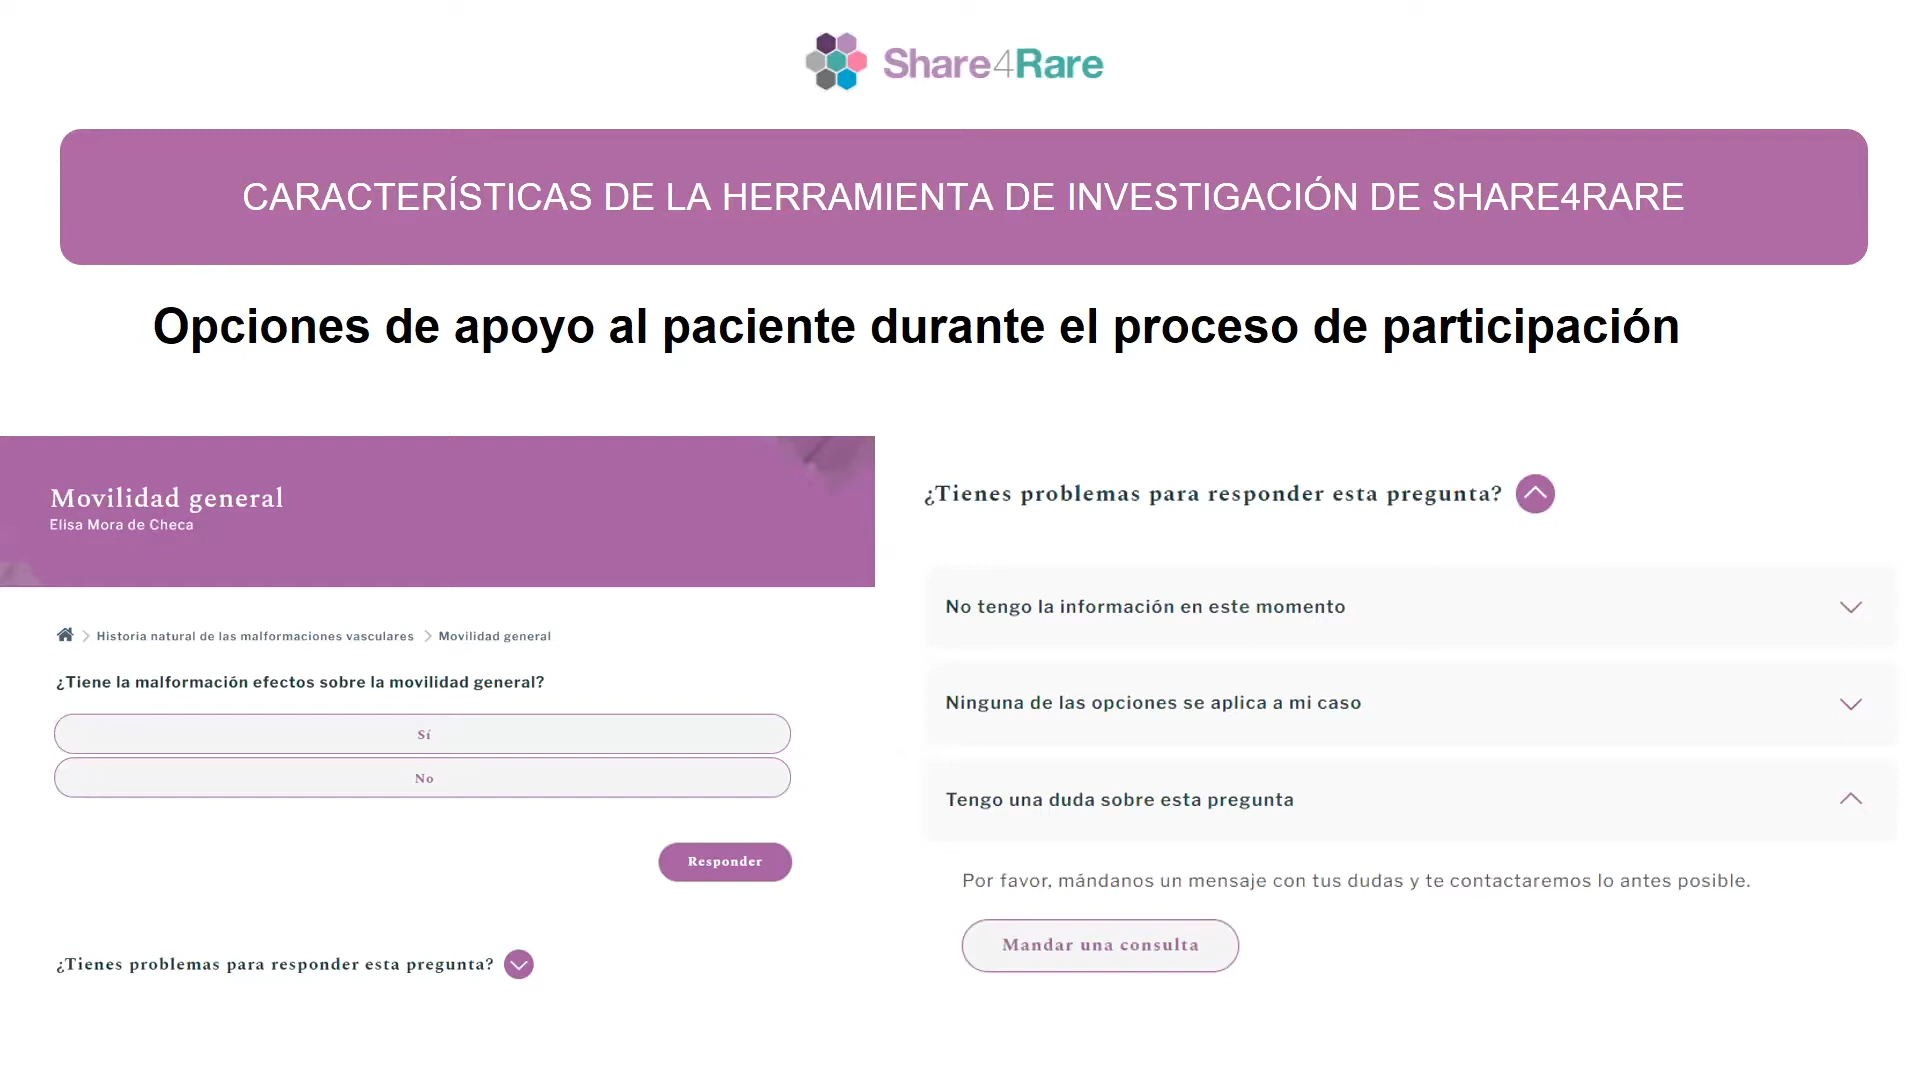 Share4Rare
CARACTERÍSTICAS DE LA HERRAMIENTA DE INVESTIGACIÓN DE SHARE4RARE
Opciones de apoyo al paciente durante el proceso de participación
Movilidad general
Elisa Mora de Checa
Historia natural de las malformaciones vasculares
Movilidad general
¿Tiene la malformación efectos sobre la movilidad general?
Sí
No
Responder
¿Tienes problemas para responder esta pregunta?
¿Tienes problemas para responder esta pregunta?
No tengo la información en este momento
Ninguna de las opciones se aplica a mi caso
Tengo una duda sobre esta pregunta
Por favor, mándanos un mensaje con tus dudas y te contactaremos lo antes posible.
Mandar una consulta